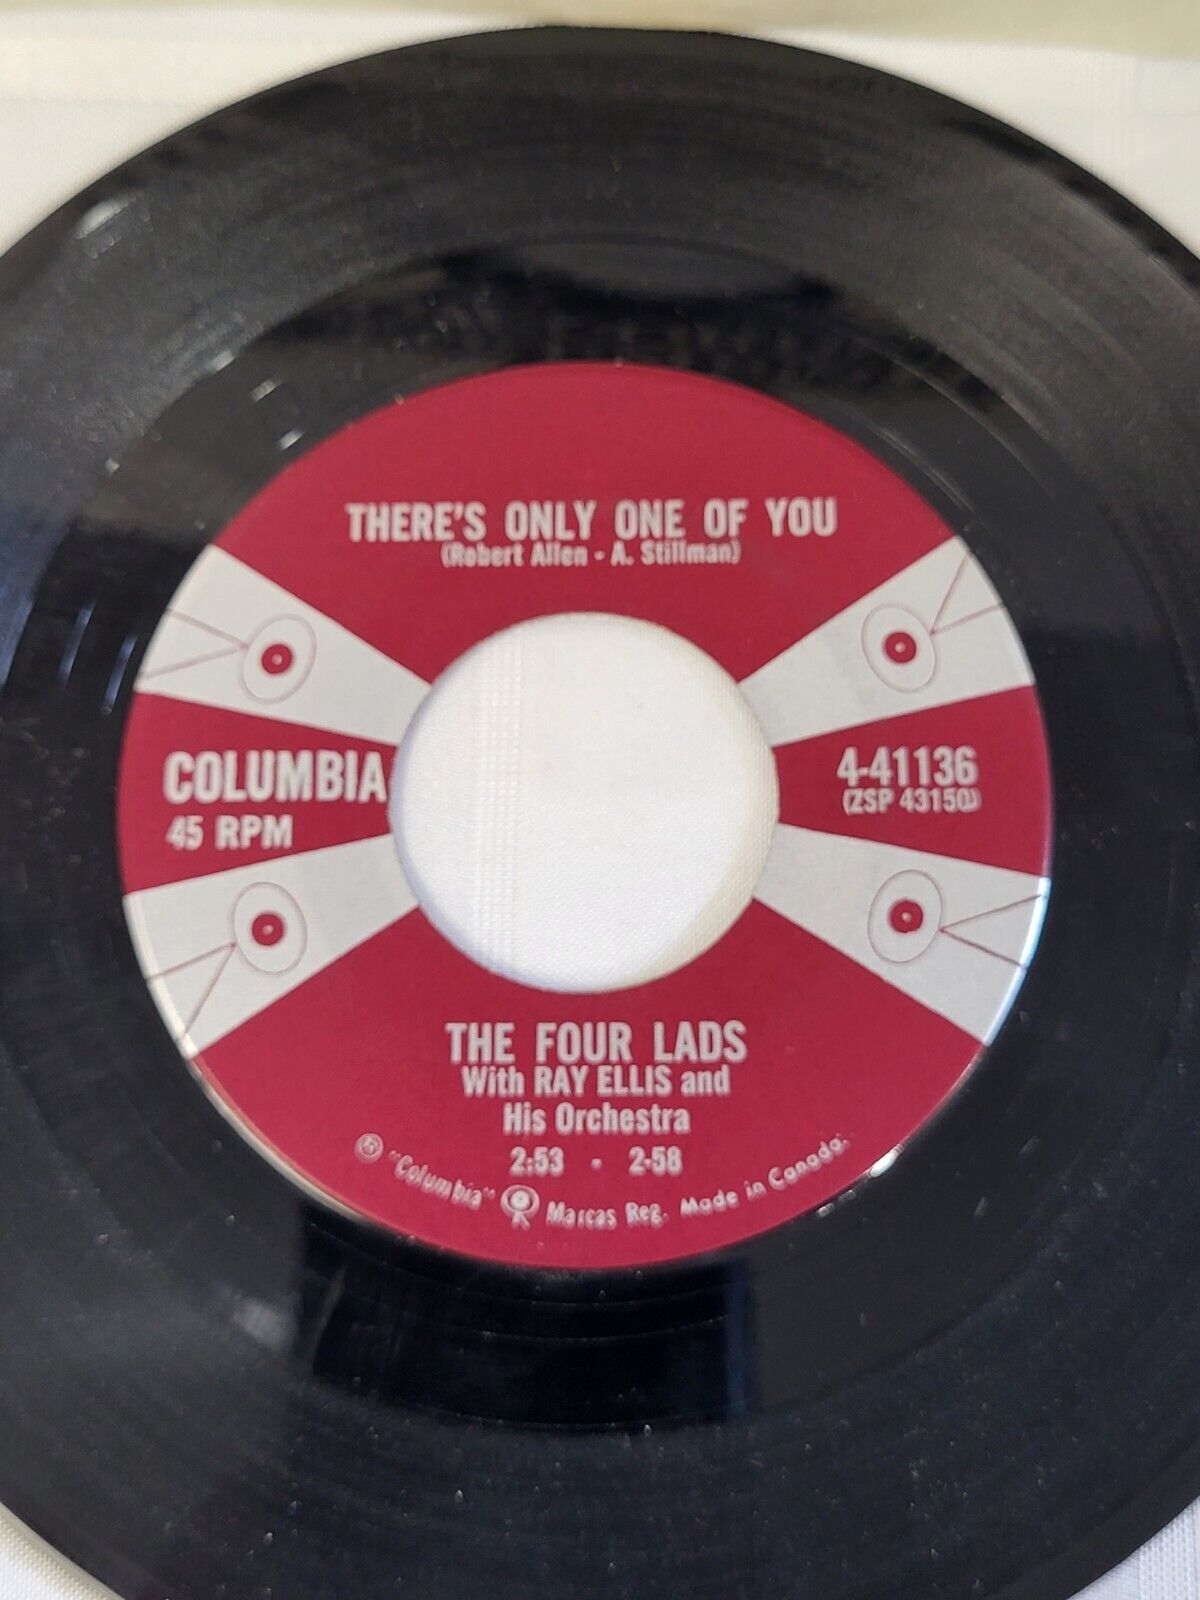 THERE'S ONLY ONE OF YOU
(Robert Allen - A. Stillman)
COLUMBIA
45 RPM
4-41136
(ZSP 43150)
THE FOUR LADS
With RAY ELLIS and
His Orchestra
2:53 - 2-58
"Columbia" Marcas Reg. Made in Canada.